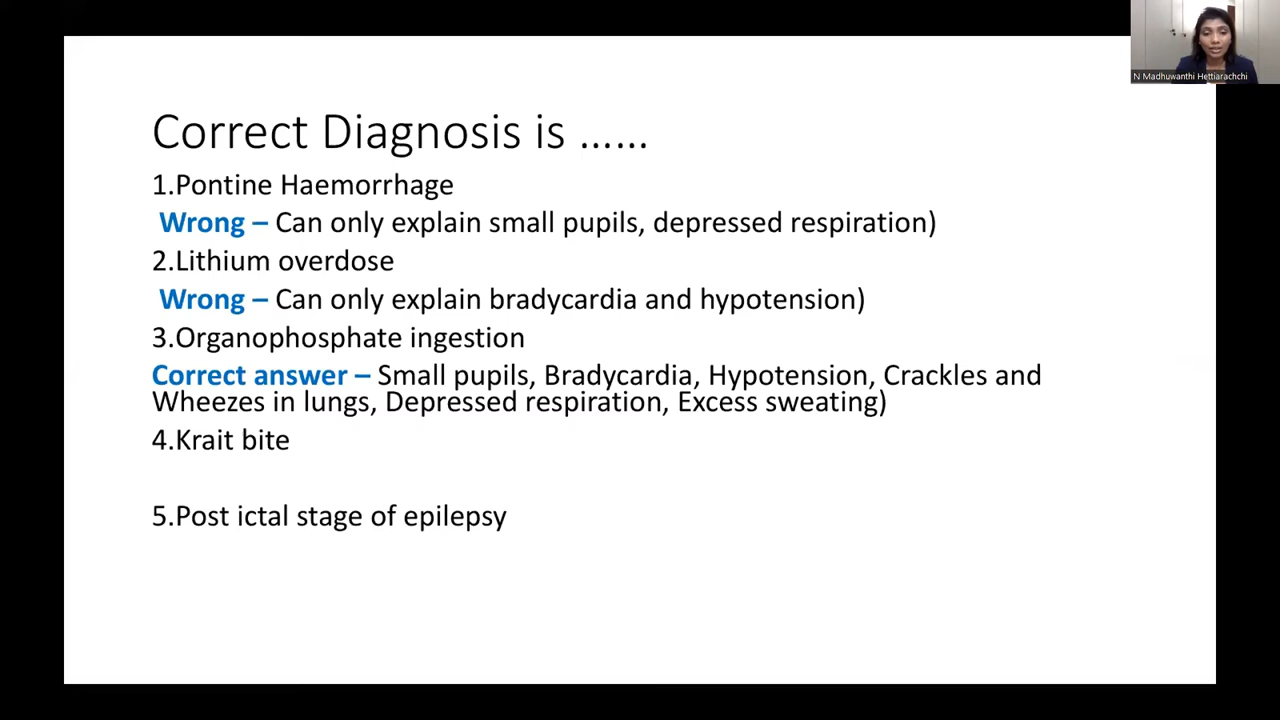 N Madhuwanthi Hettiarachchi
Correct Diagnosis is ......
1.Pontine Haemorrhage
Wrong – Can only explain small pupils, depressed respiration)
2.Lithium overdose
Wrong – Can only explain bradycardia and hypotension)
3.Organophosphate ingestion
Correct answer – Small pupils, Bradycardia, Hypotension, Crackles and
Wheezes in lungs, Depressed respiration, Excess sweating)
4.Krait bite
5.Post ictal stage of epilepsy